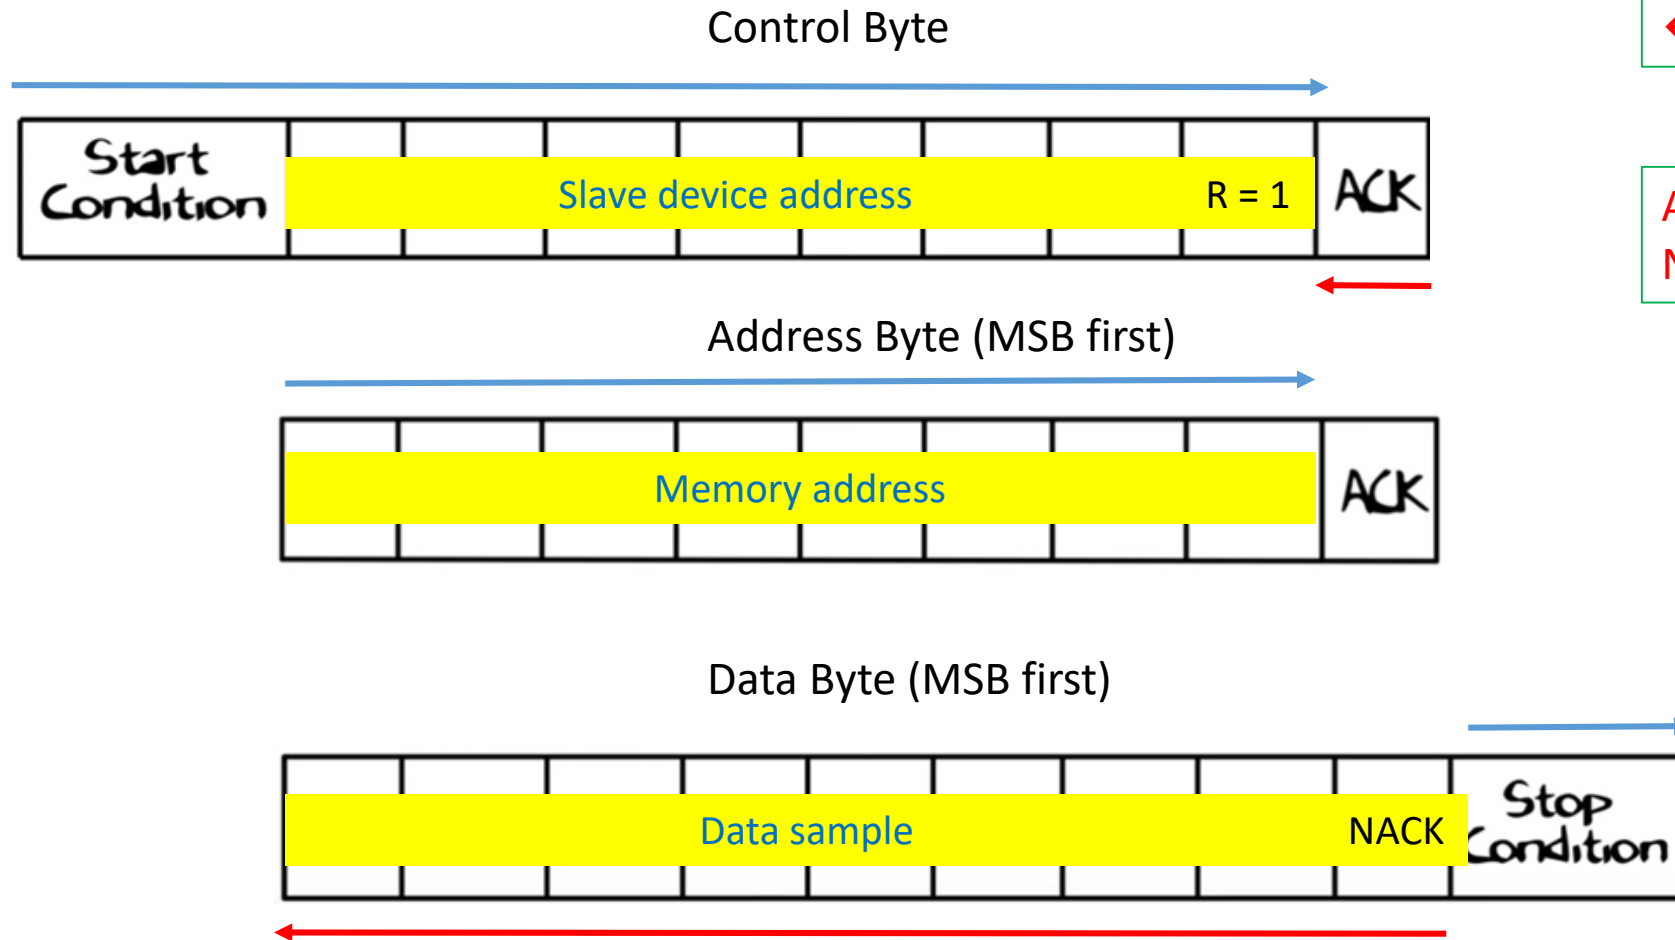 Control Byte
Start
Condition
Slave device address
R = 1
ACK
Address Byte (MSB first)
Memory address
ACK
Data Byte (MSB first)
Data sample
NACK
Stop
Condition